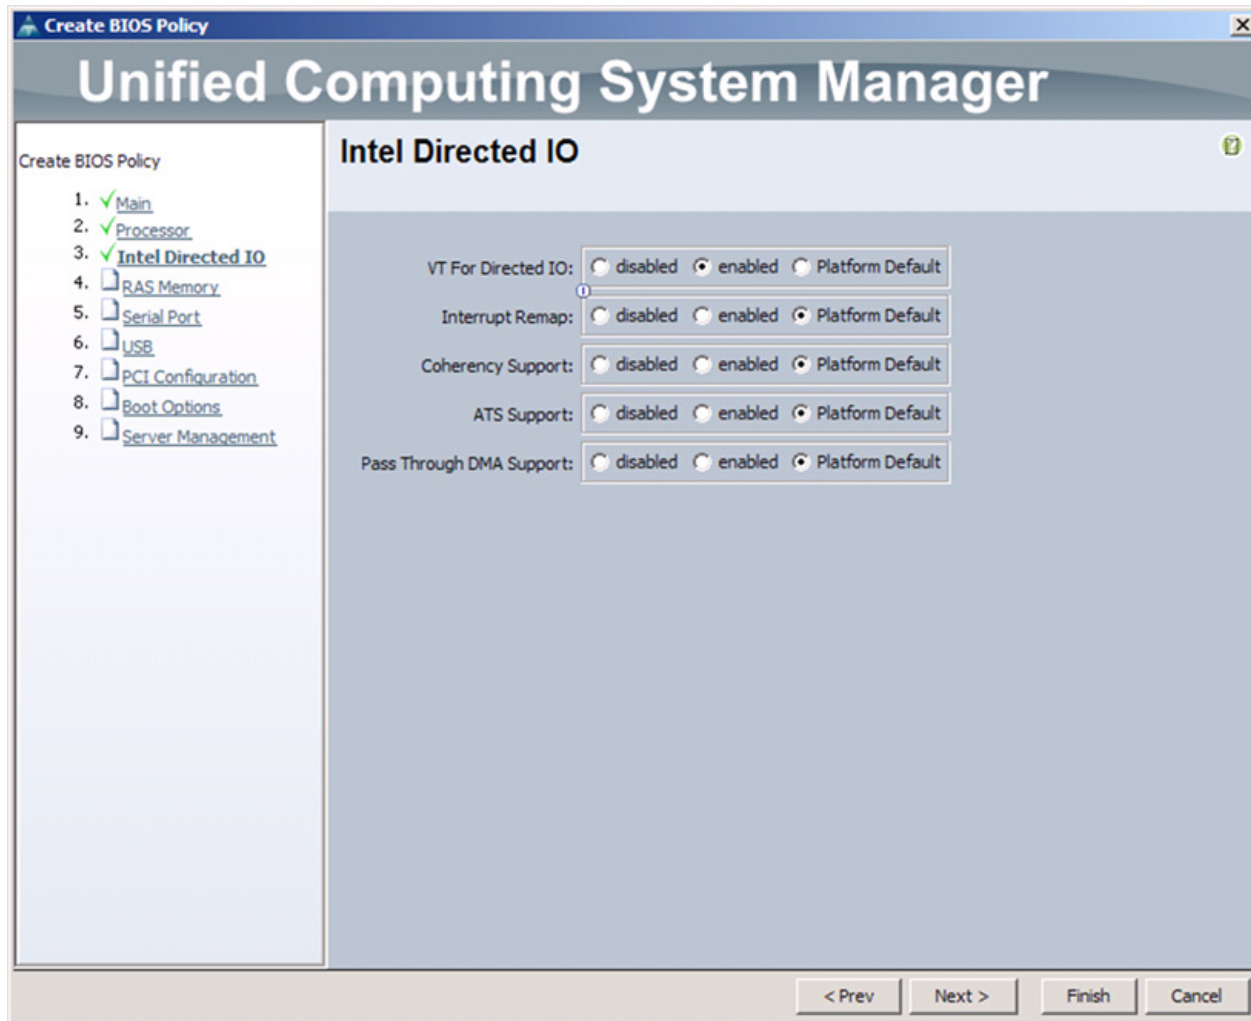 Create BIOS Policy
Unified Computing System Manager
Create BIOS Policy
1. Main
2. Processor
3. Intel Directed IO
4. RAS Memory
5. Serial Port
6. USB
7. PCI Configuration
8. Boot Options
9. Server Management
Intel Directed IO
VT For Directed IO: disabled enabled Platform Default
Interrupt Remap: disabled enabled Platform Default
Coherency Support: disabled enabled Platform Default
ATS Support: disabled enabled Platform Default
Pass Through DMA Support: disabled enabled Platform Default
< Prev Next > Finish Cancel